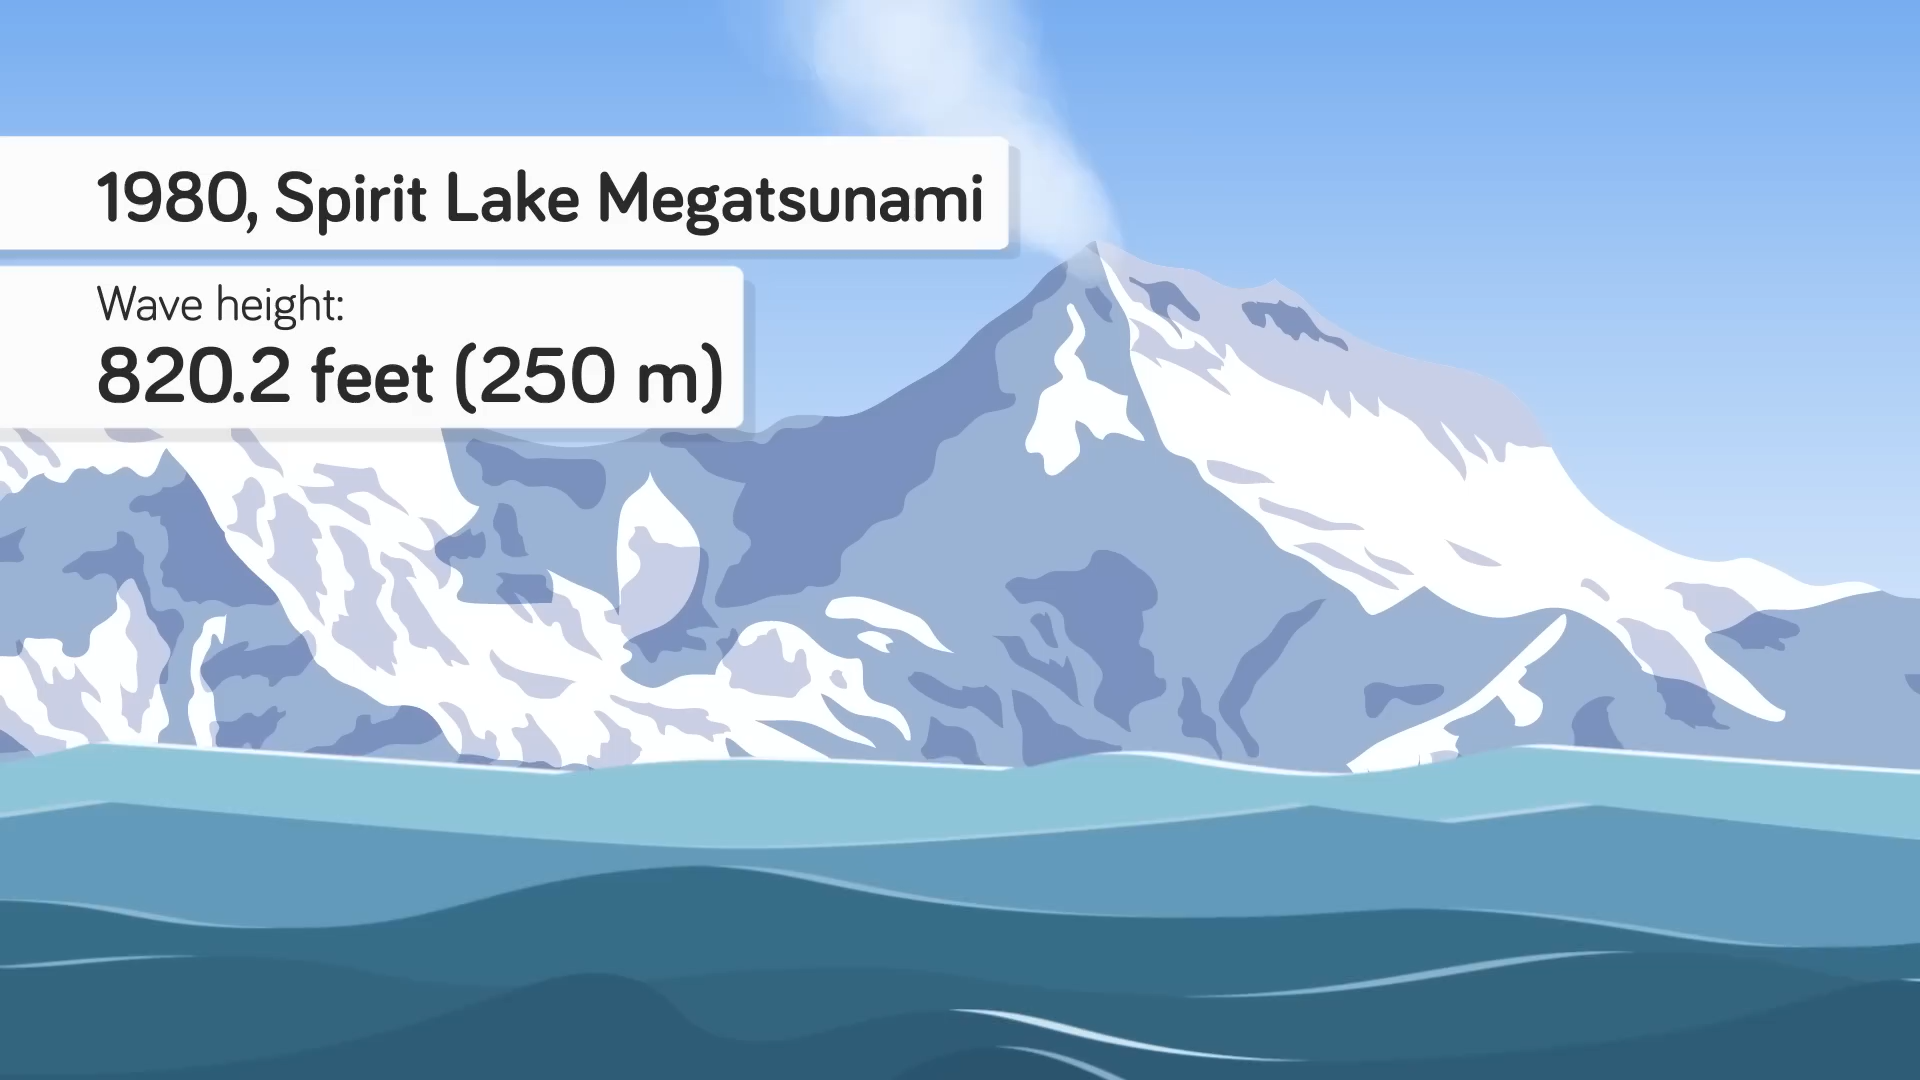 1980, Spirit Lake Megatsunami
Wave height:
820.2 feet (250 m)